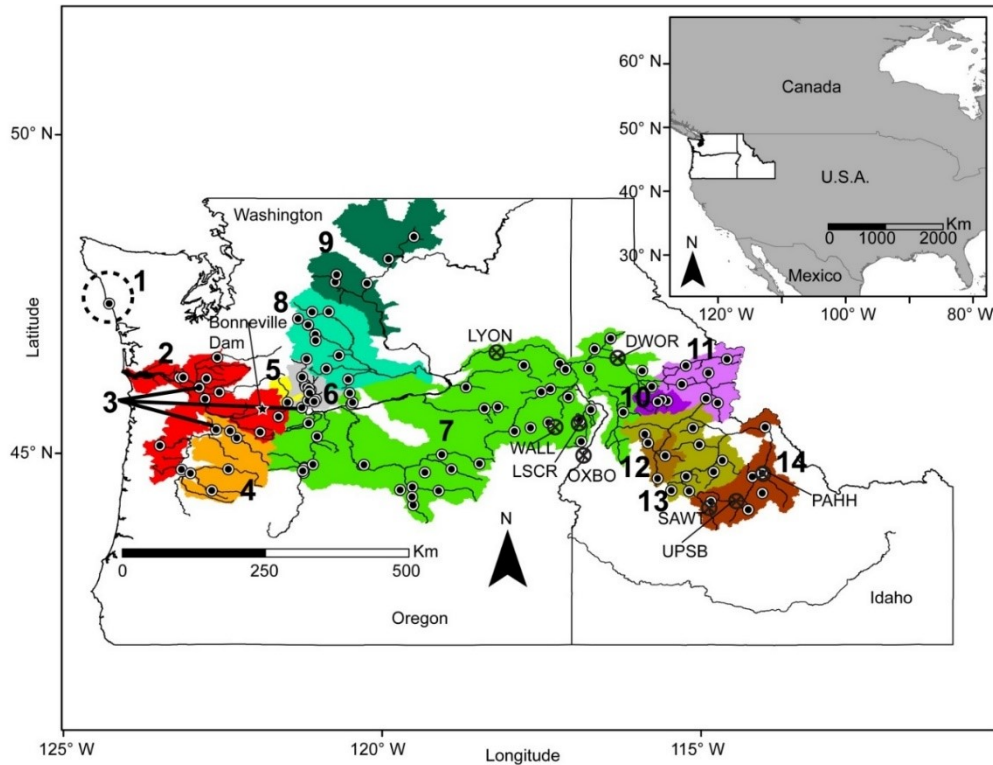 60° N
Canada
50° N
50° N
40° N
U.S.A.
Km
0 1000 2000
30° N
N
Mexico
120° W 100° W 80° W
Washington
9
1
8
Bonneville
Dam
LYON
DWOR
11
2
5
6
10
3
7
45° N
WALL
LSCR
OXBO
12
14
4
13
SAWT
PAHH
UPSB
N
Km
0 250 500
Oregon
Idaho
Latitude
125° W 120° W 115° W
Longitude